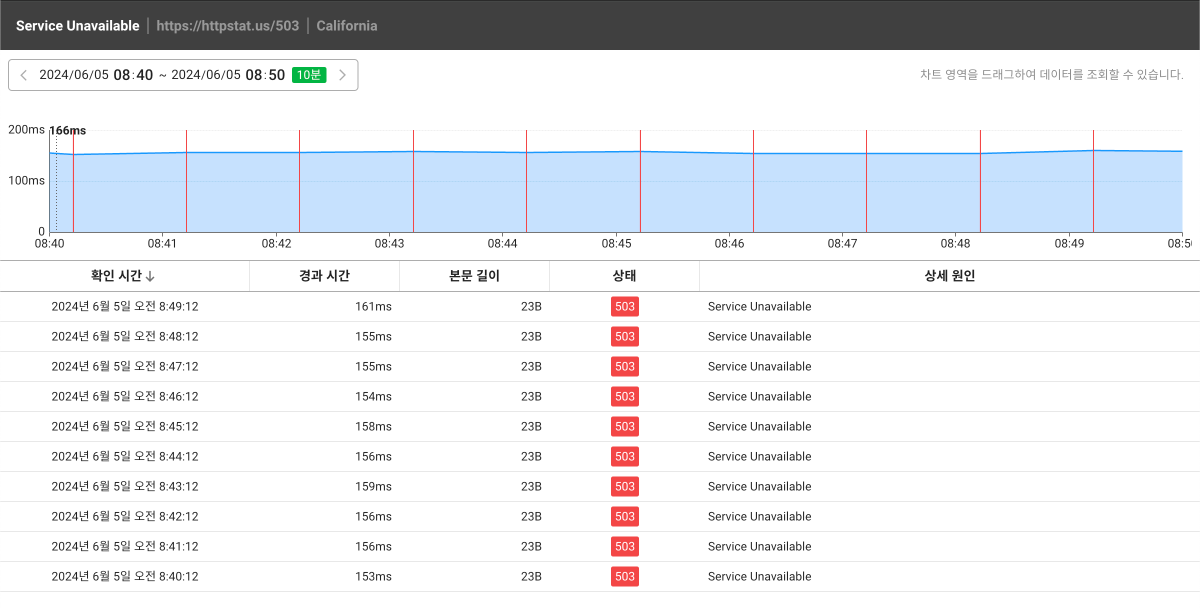 Service Unavailable | https://httpstat.us/503 | California
2024/06/05 08:40 ~ 2024/06/05 08:50 10분
차트 영역을 드래그하여 데이터를 조회할 수 있습니다.
200ms 166ms
100ms
0
08:40 08:41 08:42 08:43 08:44 08:45 08:46 08:47 08:48 08:49 08:50
확인 시간↓ 경과 시간 본문 길이 상태 상세 원인
2024년 6월 5일 오전 8:49:12 161ms 23B 503 Service Unavailable
2024년 6월 5일 오전 8:48:12 155ms 23B 503 Service Unavailable
2024년 6월 5일 오전 8:47:12 155ms 23B 503 Service Unavailable
2024년 6월 5일 오전 8:46:12 154ms 23B 503 Service Unavailable
2024년 6월 5일 오전 8:45:12 158ms 23B 503 Service Unavailable
2024년 6월 5일 오전 8:44:12 156ms 23B 503 Service Unavailable
2024년 6월 5일 오전 8:43:12 159ms 23B 503 Service Unavailable
2024년 6월 5일 오전 8:42:12 156ms 23B 503 Service Unavailable
2024년 6월 5일 오전 8:41:12 156ms 23B 503 Service Unavailable
2024년 6월 5일 오전 8:40:12 153ms 23B 503 Service Unavailable